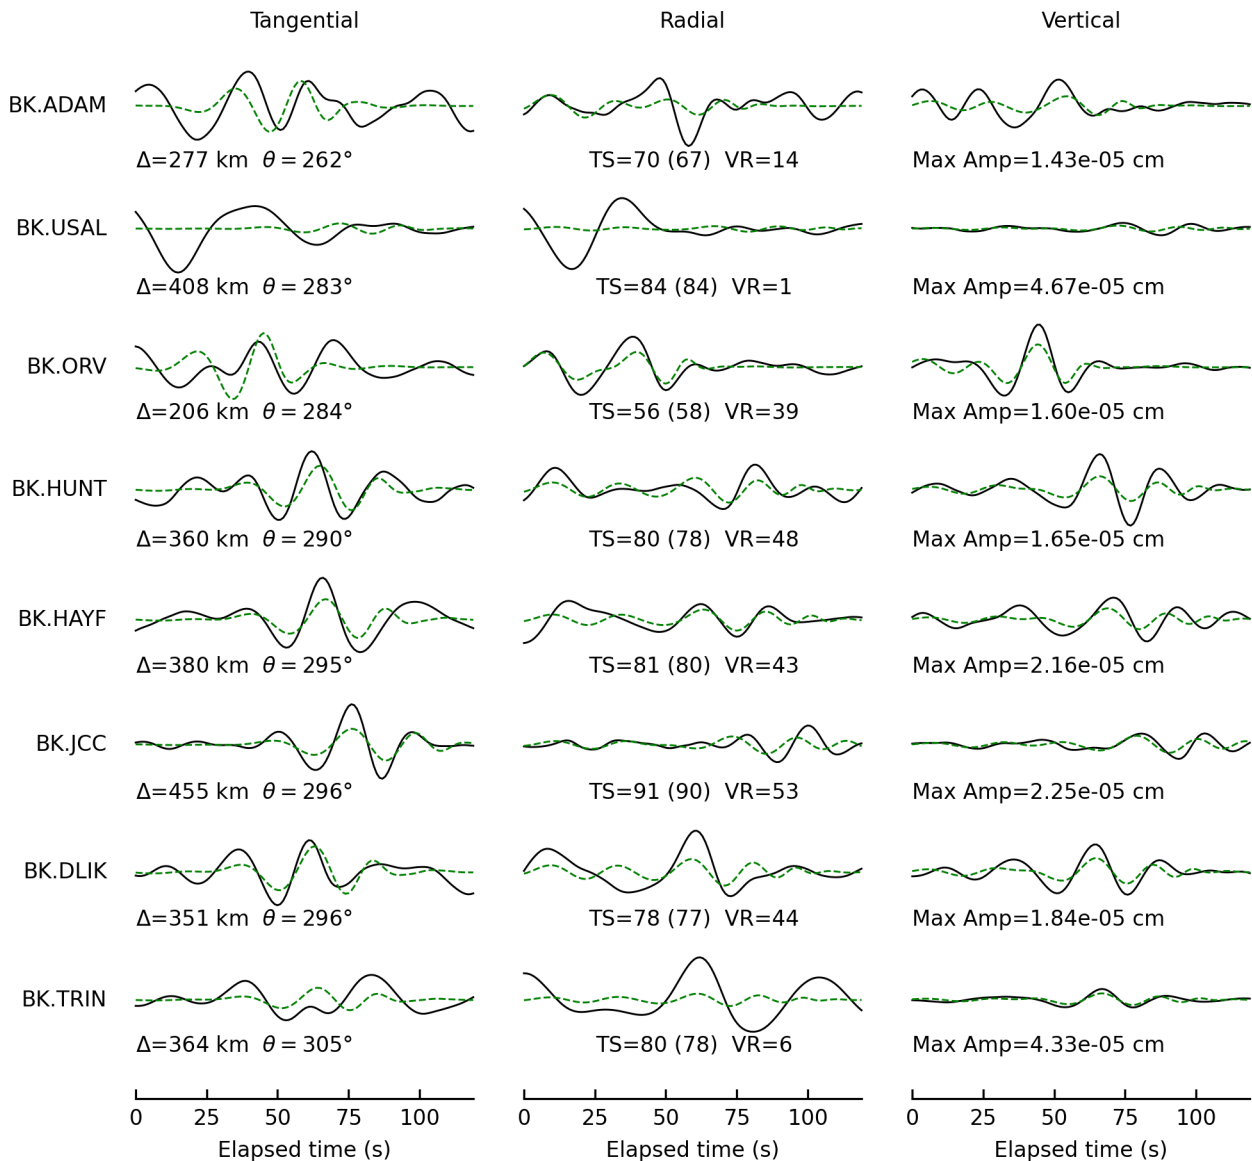 Tangential Radial Vertical
BK.ADAM
Δ=277 km θ = 262° TS=70 (67) VR=14 Max Amp=1.43e-05 cm
BK.USAL
Δ=408 km θ = 283° TS=84 (84) VR=1 Max Amp=4.67e-05 cm
BK.ORV
Δ=206 km θ = 284° TS=56 (58) VR=39 Max Amp=1.60e-05 cm
BK.HUNT
Δ=360 km θ = 290° TS=80 (78) VR=48 Max Amp=1.65e-05 cm
BK.HAYF
Δ=380 km θ = 295° TS=81 (80) VR=43 Max Amp=2.16e-05 cm
BK.JCC
Δ=455 km θ = 296° TS=91 (90) VR=53 Max Amp=2.25e-05 cm
BK.DLIK
Δ=351 km θ = 296° TS=78 (77) VR=44 Max Amp=1.84e-05 cm
BK.TRIN
Δ=364 km θ = 305° TS=80 (78) VR=6 Max Amp=4.33e-05 cm
0 25 50 75 100 0 25 50 75 100 0 25 50 75 100
Elapsed time (s) Elapsed time (s) Elapsed time (s)